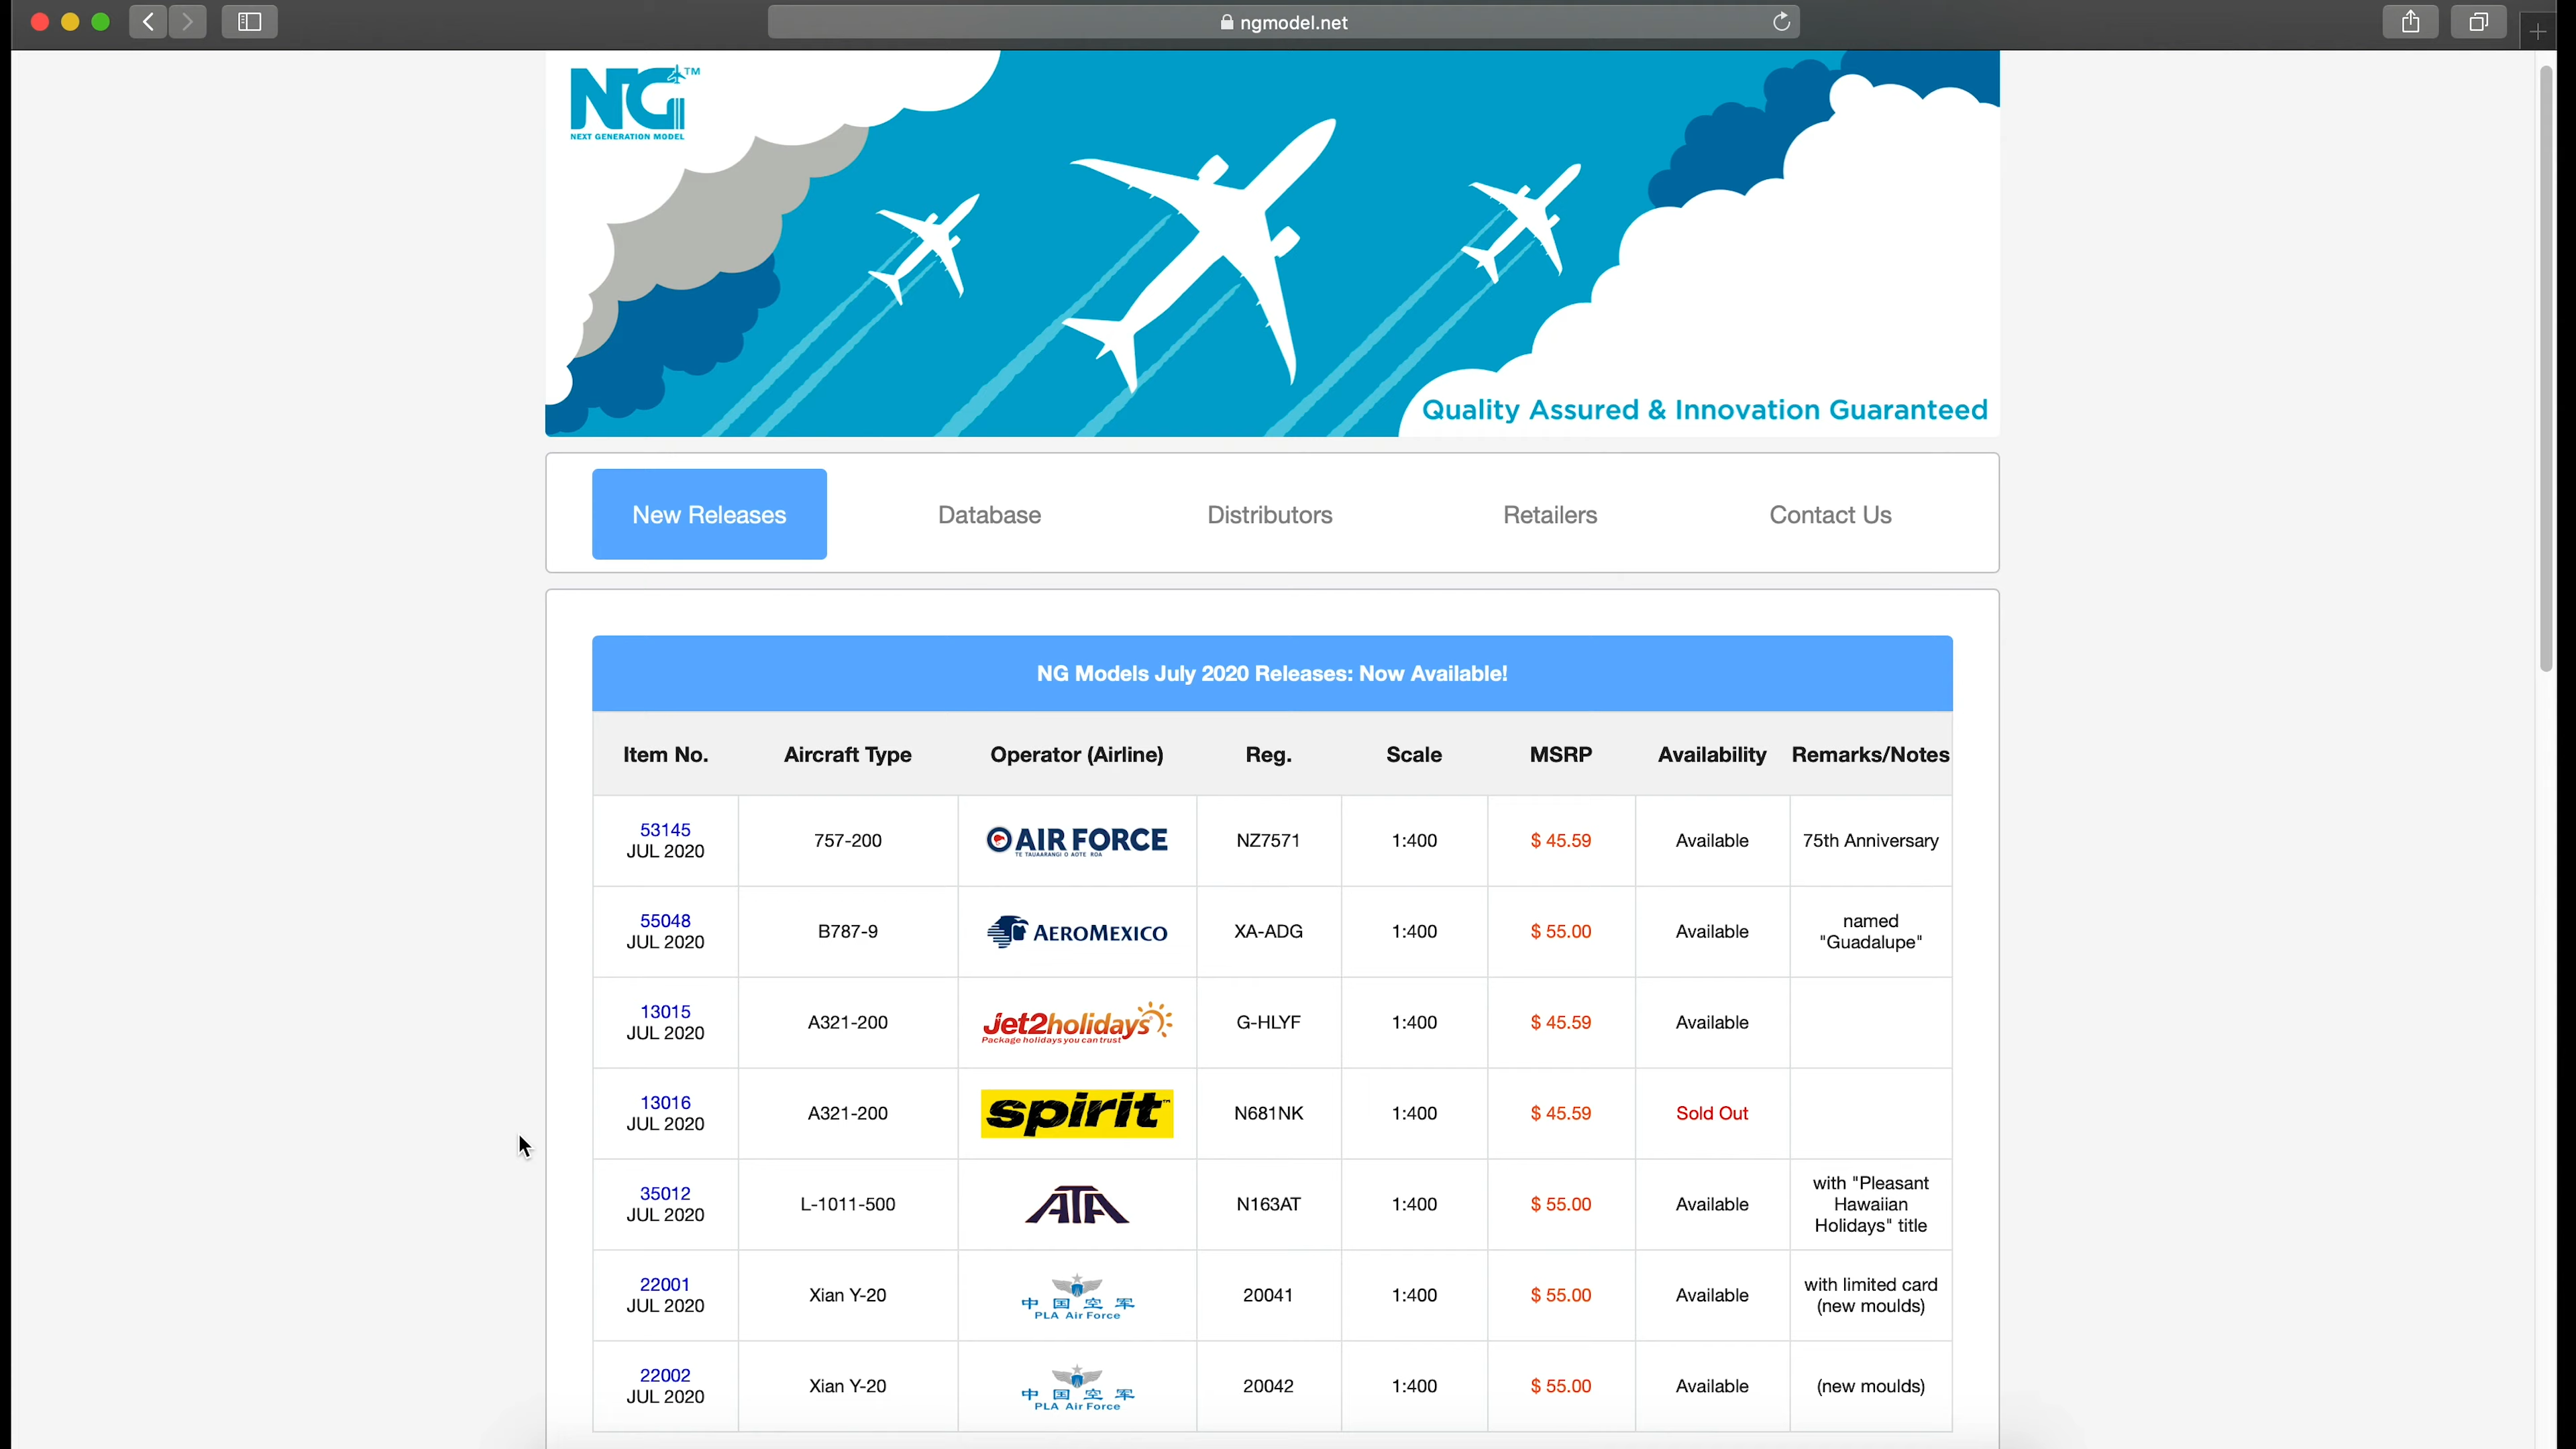 ngmodel.net
NG™
NEXT GENERATION MODEL
Quality Assured & Innovation Guaranteed
New Releases
Database
Distributors
Retailers
Contact Us
NG Models July 2020 Releases: Now Available!
Item No. Aircraft Type Operator (Airline) Reg. Scale MSRP Availability Remarks/Notes
53145
JUL 2020
757-200
AIR FORCE
TE TAUAARANGI O AOTEAROA
NZ7571
1:400
$ 45.59
Available
75th Anniversary
55048
JUL 2020
B787-9
AEROMEXICO
XA-ADG
1:400
$ 55.00
Available
named
"Guadalupe"
13015
JUL 2020
A321-200
Jet2holidays
Package holidays you can trust
G-HLYF
1:400
$ 45.59
Available
13016
JUL 2020
A321-200
spirit™
N681NK
1:400
$ 45.59
Sold Out
35012
JUL 2020
L-1011-500
ATA
N163AT
1:400
$ 55.00
Available
with "Pleasant
Hawaiian
Holidays" title
22001
JUL 2020
Xian Y-20
中国空军
PLA Air Force
20041
1:400
$ 55.00
Available
with limited card
(new moulds)
22002
JUL 2020
Xian Y-20
中国空军
PLA Air Force
20042
1:400
$ 55.00
Available
(new moulds)